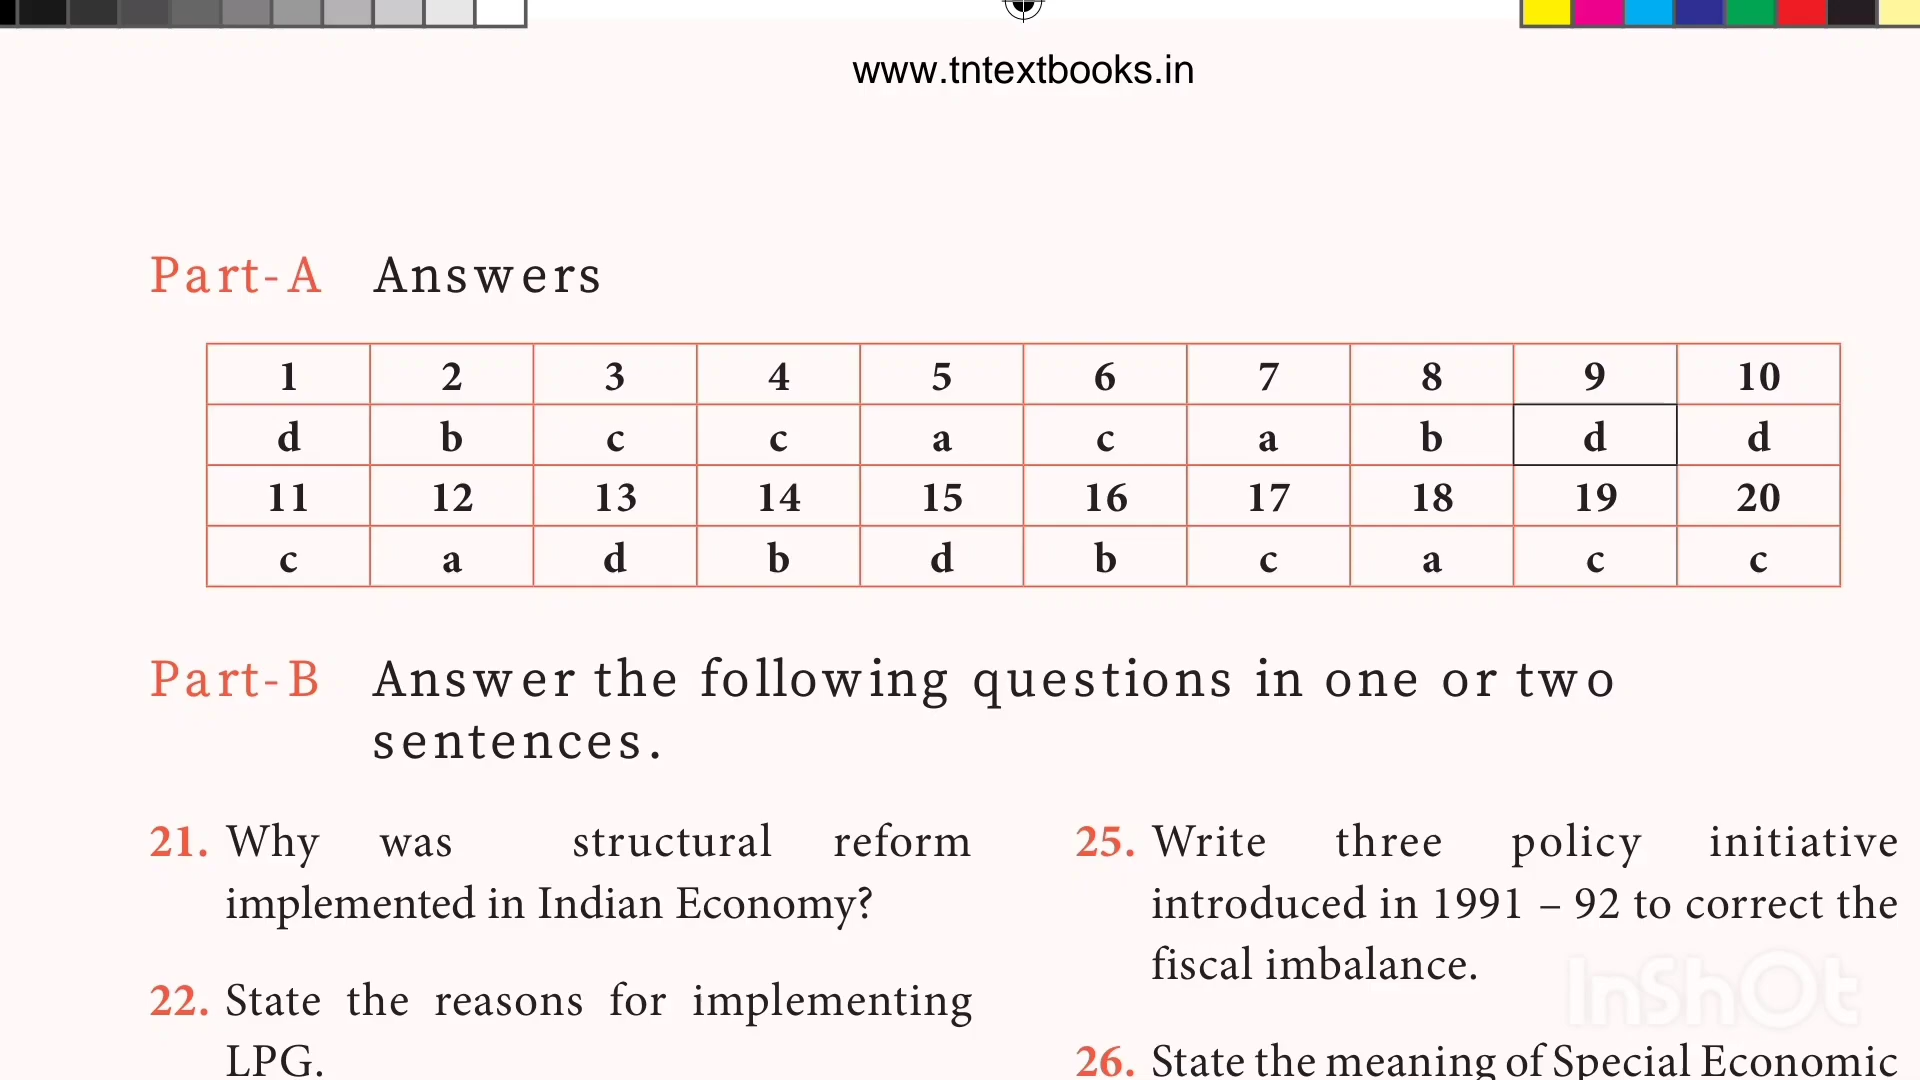 www.tntextbooks.in
Part-A Answers
1 2 3 4 5 6 7 8 9 10
d b c c a c a b d d
11 12 13 14 15 16 17 18 19 20
c a d b d b c a c c
Part-B Answer the following questions in one or two
sentences.
21. Why was structural reform
implemented in Indian Economy?
22. State the reasons for implementing
LPG.
25. Write three policy initiative
introduced in 1991 – 92 to correct the
fiscal imbalance.
26. State the meaning of Special Economic
InShOt